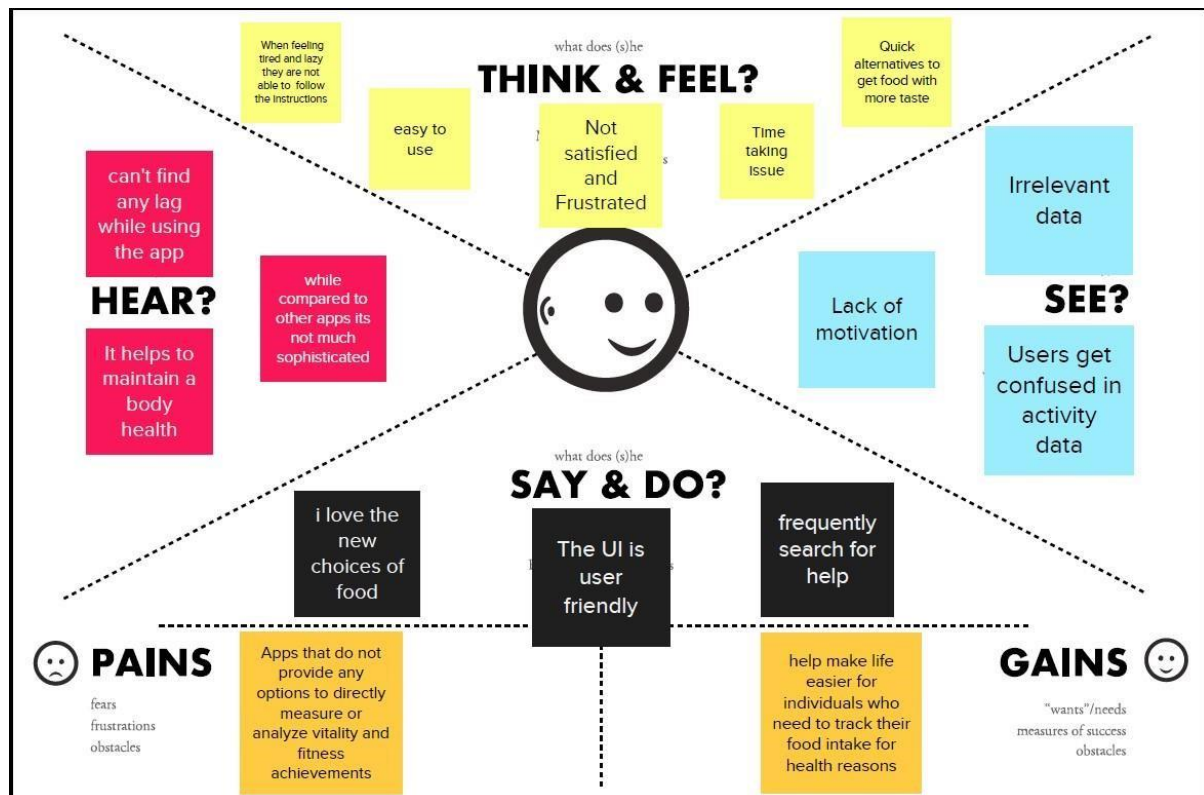 what does (s)he
THINK & FEEL?
When feeling
tired and lazy
they are not
able to follow
the instructions
easy to
use
Not
satisfied
and
Frustrated
s
Time
taking
issue
Quick
alternatives to
get food with
more taste
can't find
any lag
while using
the app
HEAR?
It helps to
maintain a
body
health
while
compared to
other apps its
not much
sophisticated
Irrelevant
data
SEE?
Lack of
motivation
Users get
confused in
activity
data
what does (s)he
SAY & DO?
i love the
new
choices of
food
The UI is
user
friendly
s
frequently
search for
help
PAINS
fears
frustrations
obstacles
Apps that do not
provide any
options to directly
measure or
analyze vitality and
fitness
achievements
help make life
easier for
individuals who
need to track their
food intake for
health reasons
GAINS
"wants"/needs
measures of success
obstacles